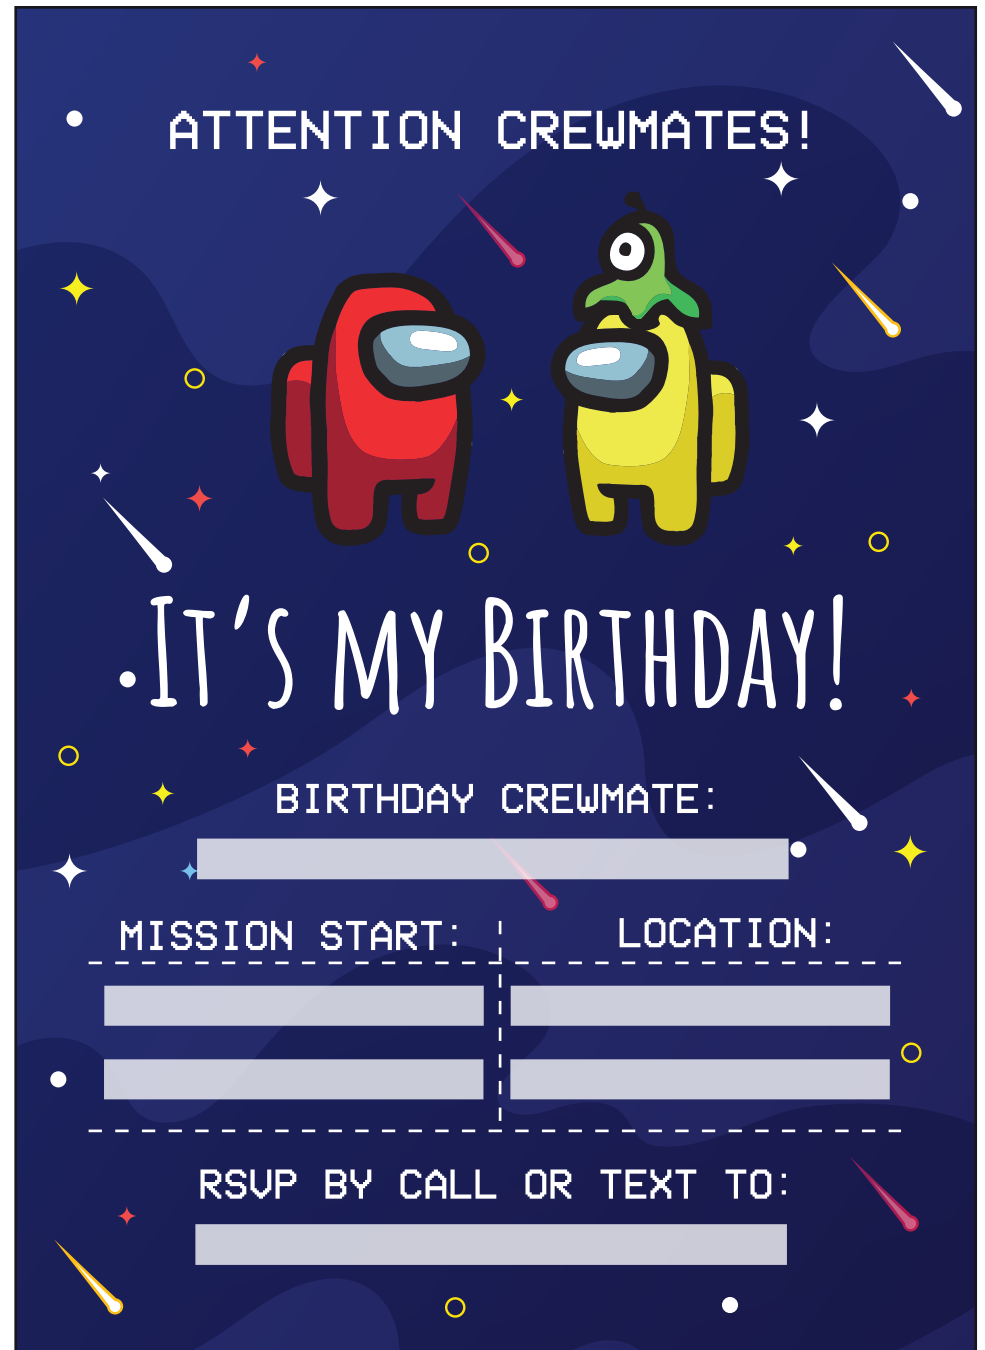 ATTENTION CREWMATES!
IT'S MY BIRTHDAY!
BIRTHDAY CREWMATE:
MISSION START:
LOCATION:
RSVP BY CALL OR TEXT TO: